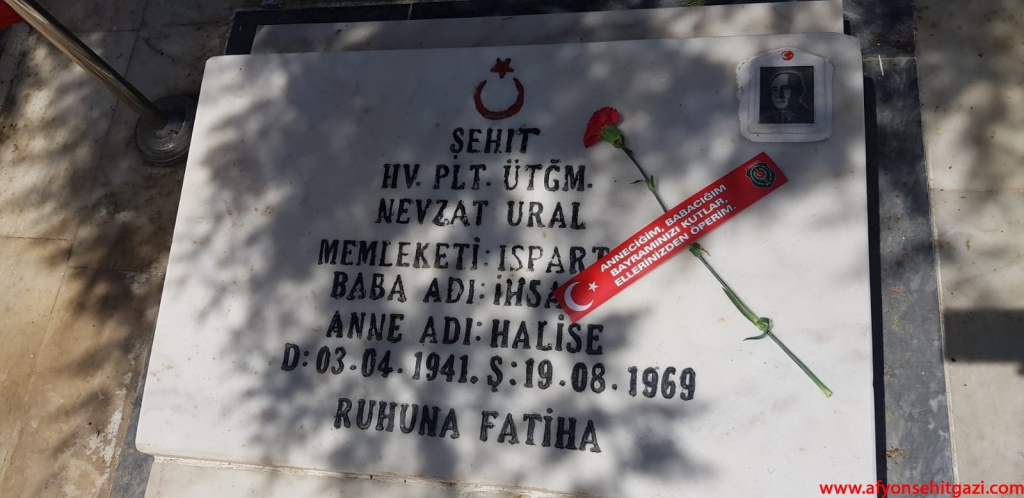 ŞEHİT
HV. PLT. ÜTĞM.
NEVZAT URAL
MEMLEKETİ: ISPART
BABA ADI: İHSA
ANNE ADI: HALİSE
D: 03.04.1941. Ş: 19.08.1969
RUHUNA FATİHA
ANNECİĞİM, BABACIĞIM
BAYRAMINIZI KUTLAR,
ELLERİNİZDEN ÖPERİM.
www.afyonsehitgazi.com